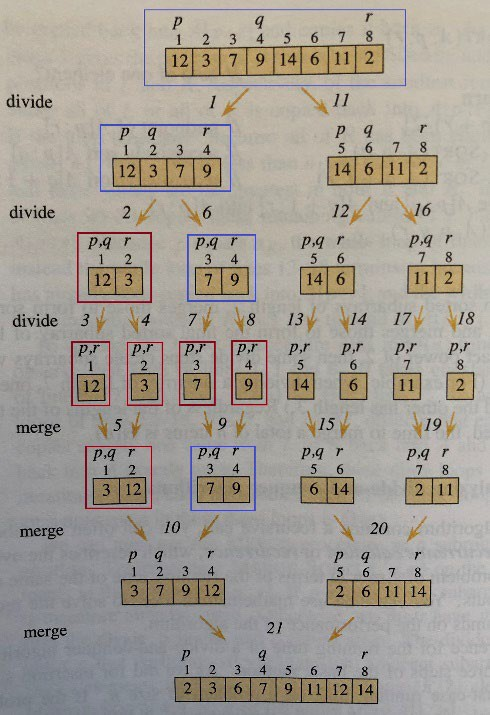 p q r
1 2 3 4 5 6 7 8
12 3 7 9 14 6 11 2
divide 1 11
p q r p q r
1 2 3 4 5 6 7 8
12 3 7 9 14 6 11 2
divide 2 6 12 16
p,q r p,q r p,q r p,q r
1 2 3 4 5 6 7 8
12 3 7 9 14 6 11 2
divide 3 4 7 8 13 14 17 18
p,r p,r p,r p,r p,r p,r p,r p,r
1 2 3 4 5 6 7 8
12 3 7 9 14 6 11 2
merge 5 9 15 19
p,q r p,q r p,q r p,q r
1 2 3 4 5 6 7 8
3 12 7 9 6 14 2 11
merge 10 20
p q r p q r
1 2 3 4 5 6 7 8
3 7 9 12 2 6 11 14
merge 21
p q r
1 2 3 4 5 6 7 8
2 3 6 7 9 11 12 14